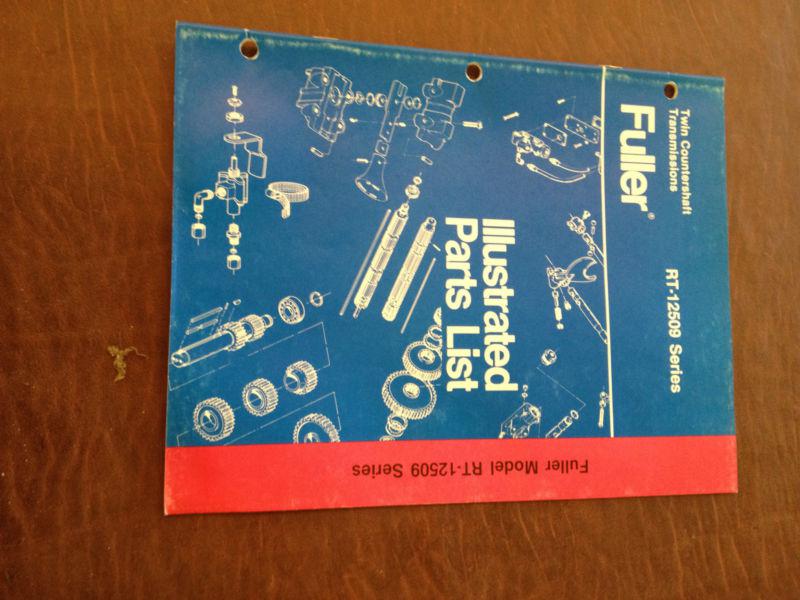 Twin Countershaft
Transmissions
Fuller®
RT-12509 Series
Illustrated
Parts List
Fuller Model RT-12509 Series